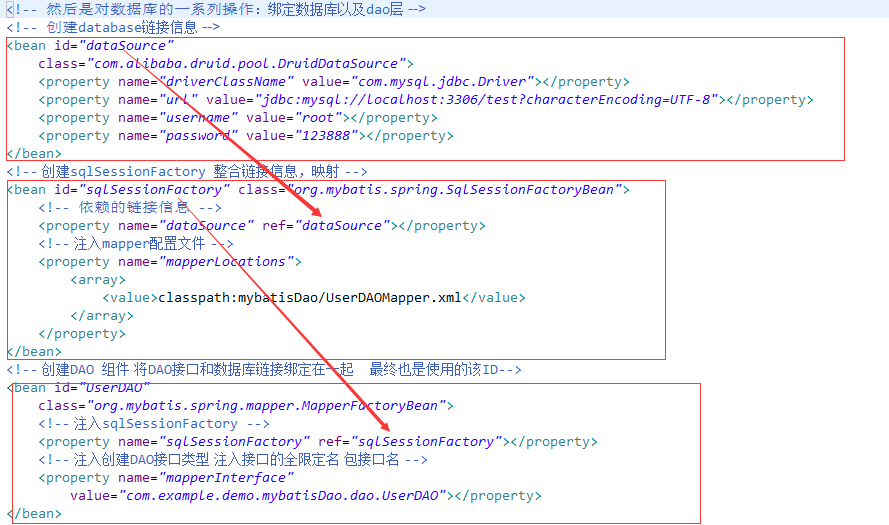 <!-- 然后是对数据库的一系列操作：绑定数据库以及dao层 -->
<!-- 创建database链接信息 -->
<bean id="dataSource"
class="com.alibaba.druid.pool.DruidDataSource">
<property name="driverClassName" value="com.mysql.jdbc.Driver"></property>
<property name="url" value="jdbc:mysql://localhost:3306/test?characterEncoding=UTF-8"></property>
<property name="username" value="root"></property>
<property name="password" value="123888"></property>
</bean>
<!-- 创建sqlSessionFactory 整合链接信息，映射 -->
<bean id="sqlSessionFactory" class="org.mybatis.spring.SqlSessionFactoryBean">
<!-- 依赖的链接信息 -->
<property name="dataSource" ref="dataSource"></property>
<!-- 注入mapper配置文件 -->
<property name="mapperLocations">
<array>
<value>classpath:mybatisDao/UserDAOMapper.xml</value>
</array>
</property>
</bean>
<!-- 创建DAO 组件 将DAO接口和数据库链接绑定在一起 最终也是使用的该ID-->
<bean id="UserDAO"
class="org.mybatis.spring.mapper.MapperFactoryBean">
<!-- 注入sqlSessionFactory -->
<property name="sqlSessionFactory" ref="sqlSessionFactory"></property>
<!-- 注入创建DAO接口类型 注入接口的全限定名 包接口名 -->
<property name="mapperInterface"
value="com.example.demo.mybatisDao.dao.UserDAO"></property>
</bean>